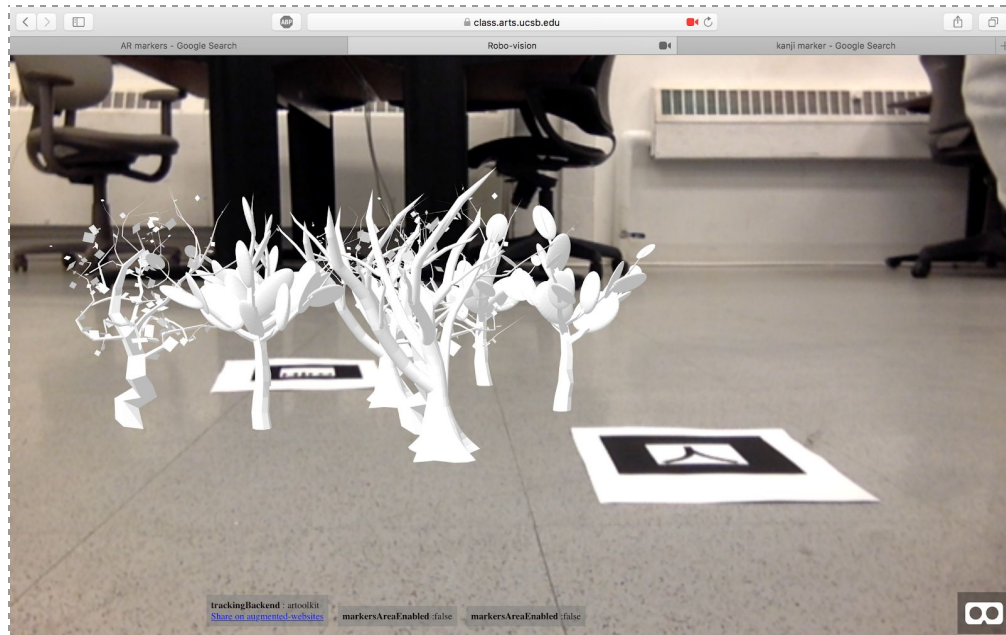 ABP
class.arts.ucsb.edu
AR markers - Google Search
Robo-vision
kanji marker - Google Search
trackingBackend : artoolkit
Share on augmented-websites
markersAreaEnabled :false
markersAreaEnabled :false